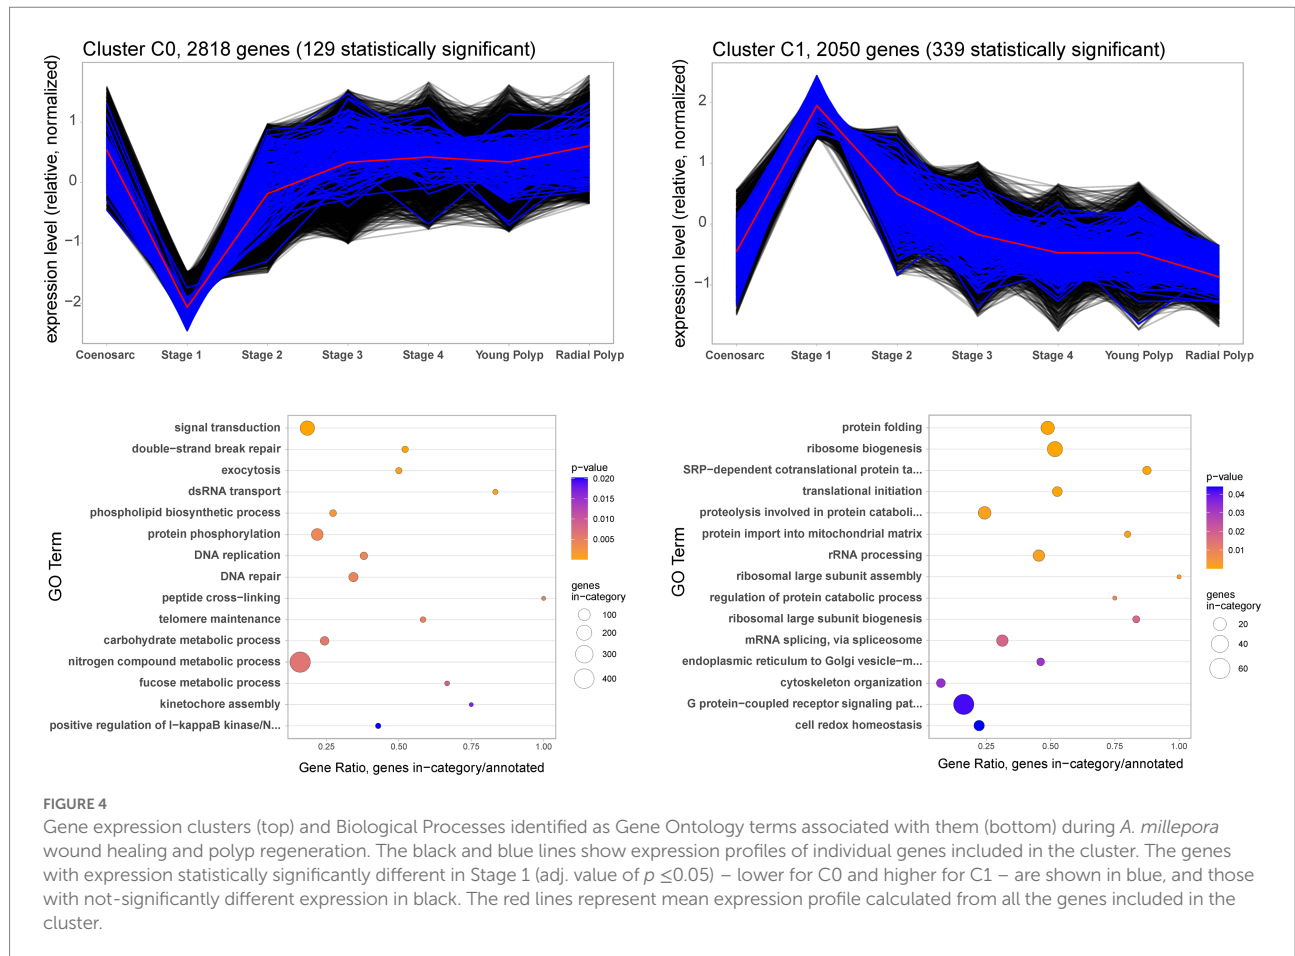 Cluster C0, 2818 genes (129 statistically significant)
expression level (relative, normalized)
1
0
−1
−2
Coenosarc Stage 1 Stage 2 Stage 3 Stage 4 Young Polyp Radial Polyp
Cluster C1, 2050 genes (339 statistically significant)
expression level (relative, normalized)
2
1
0
−1
Coenosarc Stage 1 Stage 2 Stage 3 Stage 4 Young Polyp Radial Polyp
GO Term
signal transduction
double−strand break repair
exocytosis
dsRNA transport
phospholipid biosynthetic process
protein phosphorylation
DNA replication
DNA repair
peptide cross−linking
telomere maintenance
carbohydrate metabolic process
nitrogen compound metabolic process
fucose metabolic process
kinetochore assembly
positive regulation of I−kappaB kinase/N...
0.25 0.50 0.75 1.00
Gene Ratio, genes in−category/annotated
p−value
0.020
0.015
0.010
0.005
genes
in−category
100
200
300
400
GO Term
protein folding
ribosome biogenesis
SRP−dependent cotranslational protein ta...
translational initiation
proteolysis involved in protein cataboli...
protein import into mitochondrial matrix
rRNA processing
ribosomal large subunit assembly
regulation of protein catabolic process
ribosomal large subunit biogenesis
mRNA splicing, via spliceosome
endoplasmic reticulum to Golgi vesicle−m...
cytoskeleton organization
G protein−coupled receptor signaling pat...
cell redox homeostasis
0.25 0.50 0.75 1.00
Gene Ratio, genes in−category/annotated
p−value
0.04
0.03
0.02
0.01
genes
in−category
20
40
60
FIGURE 4
Gene expression clusters (top) and Biological Processes identified as Gene Ontology terms associated with them (bottom) during A. millepora
wound healing and polyp regeneration. The black and blue lines show expression profiles of individual genes included in the cluster. The genes
with expression statistically significantly different in Stage 1 (adj. value of p ≤0.05) – lower for C0 and higher for C1 – are shown in blue, and those
with not-significantly different expression in black. The red lines represent mean expression profile calculated from all the genes included in the
cluster.